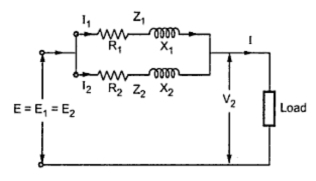 I₁ Z₁ I
R₁ X₁
I₂ R₂ Z₂ X₂
E = E₁ = E₂ V₂ Load